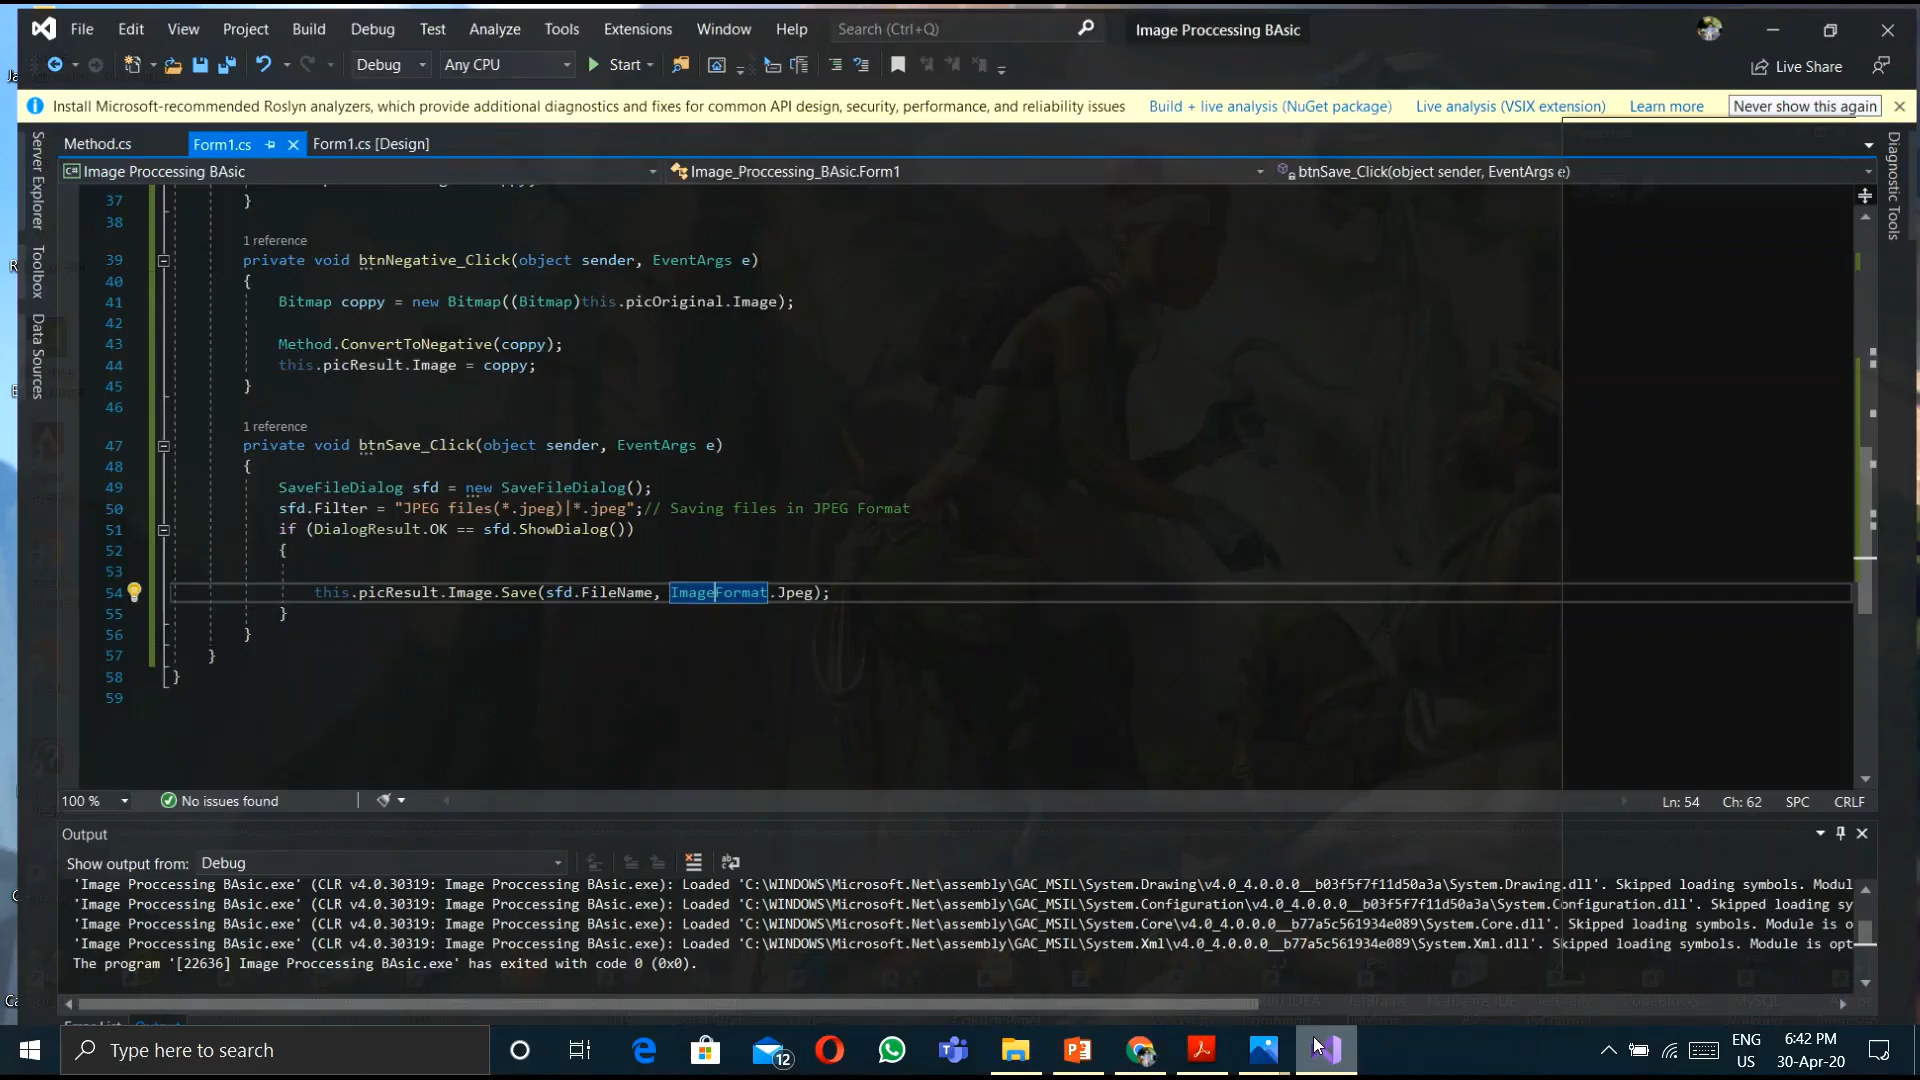 File Edit View Project Build Debug Test Analyze Tools Extensions Window Help Search (Ctrl+Q) Image Proccessing BAsic
Debug Any CPU Start Live Share
Install Microsoft-recommended Roslyn analyzers, which provide additional diagnostics and fixes for common API design, security, performance, and reliability issues Build + live analysis (NuGet package) Live analysis (VSIX extension) Learn more Never show this again
Server Explorer
Toolbox
Data Sources
Diagnostic Tools
Method.cs Form1.cs Form1.cs [Design]
C# Image Proccessing BAsic Image_Proccessing_BAsic.Form1 btnSave_Click(object sender, EventArgs e)
37 }
38
1 reference
39 private void btnNegative_Click(object sender, EventArgs e)
40 {
41 Bitmap coppy = new Bitmap((Bitmap)this.picOriginal.Image);
42
43 Method.ConvertToNegative(coppy);
44 this.picResult.Image = coppy;
45 }
46
1 reference
47 private void btnSave_Click(object sender, EventArgs e)
48 {
49 SaveFileDialog sfd = new SaveFileDialog();
50 sfd.Filter = "JPEG files(*.jpeg)|*.jpeg";// Saving files in JPEG Format
51 if (DialogResult.OK == sfd.ShowDialog())
52 {
53
54 this.picResult.Image.Save(sfd.FileName, ImageFormat.Jpeg);
55 }
56 }
57 }
58 }
59
100 % No issues found Ln: 54 Ch: 62 SPC CRLF
Output
Show output from: Debug
'Image Proccessing BAsic.exe' (CLR v4.0.30319: Image Proccessing BAsic.exe): Loaded 'C:\WINDOWS\Microsoft.Net\assembly\GAC_MSIL\System.Drawing\v4.0_4.0.0.0__b03f5f7f11d50a3a\System.Drawing.dll'. Skipped loading symbols. Modul
'Image Proccessing BAsic.exe' (CLR v4.0.30319: Image Proccessing BAsic.exe): Loaded 'C:\WINDOWS\Microsoft.Net\assembly\GAC_MSIL\System.Configuration\v4.0_4.0.0.0__b03f5f7f11d50a3a\System.Configuration.dll'. Skipped loading sy
'Image Proccessing BAsic.exe' (CLR v4.0.30319: Image Proccessing BAsic.exe): Loaded 'C:\WINDOWS\Microsoft.Net\assembly\GAC_MSIL\System.Core\v4.0_4.0.0.0__b77a5c561934e089\System.Core.dll'. Skipped loading symbols. Module is o
'Image Proccessing BAsic.exe' (CLR v4.0.30319: Image Proccessing BAsic.exe): Loaded 'C:\WINDOWS\Microsoft.Net\assembly\GAC_MSIL\System.Xml\v4.0_4.0.0.0__b77a5c561934e089\System.Xml.dll'. Skipped loading symbols. Module is opt
The program '[22636] Image Proccessing BAsic.exe' has exited with code 0 (0x0).
Type here to search 12 ENG 6:42 PM
US 30-Apr-20